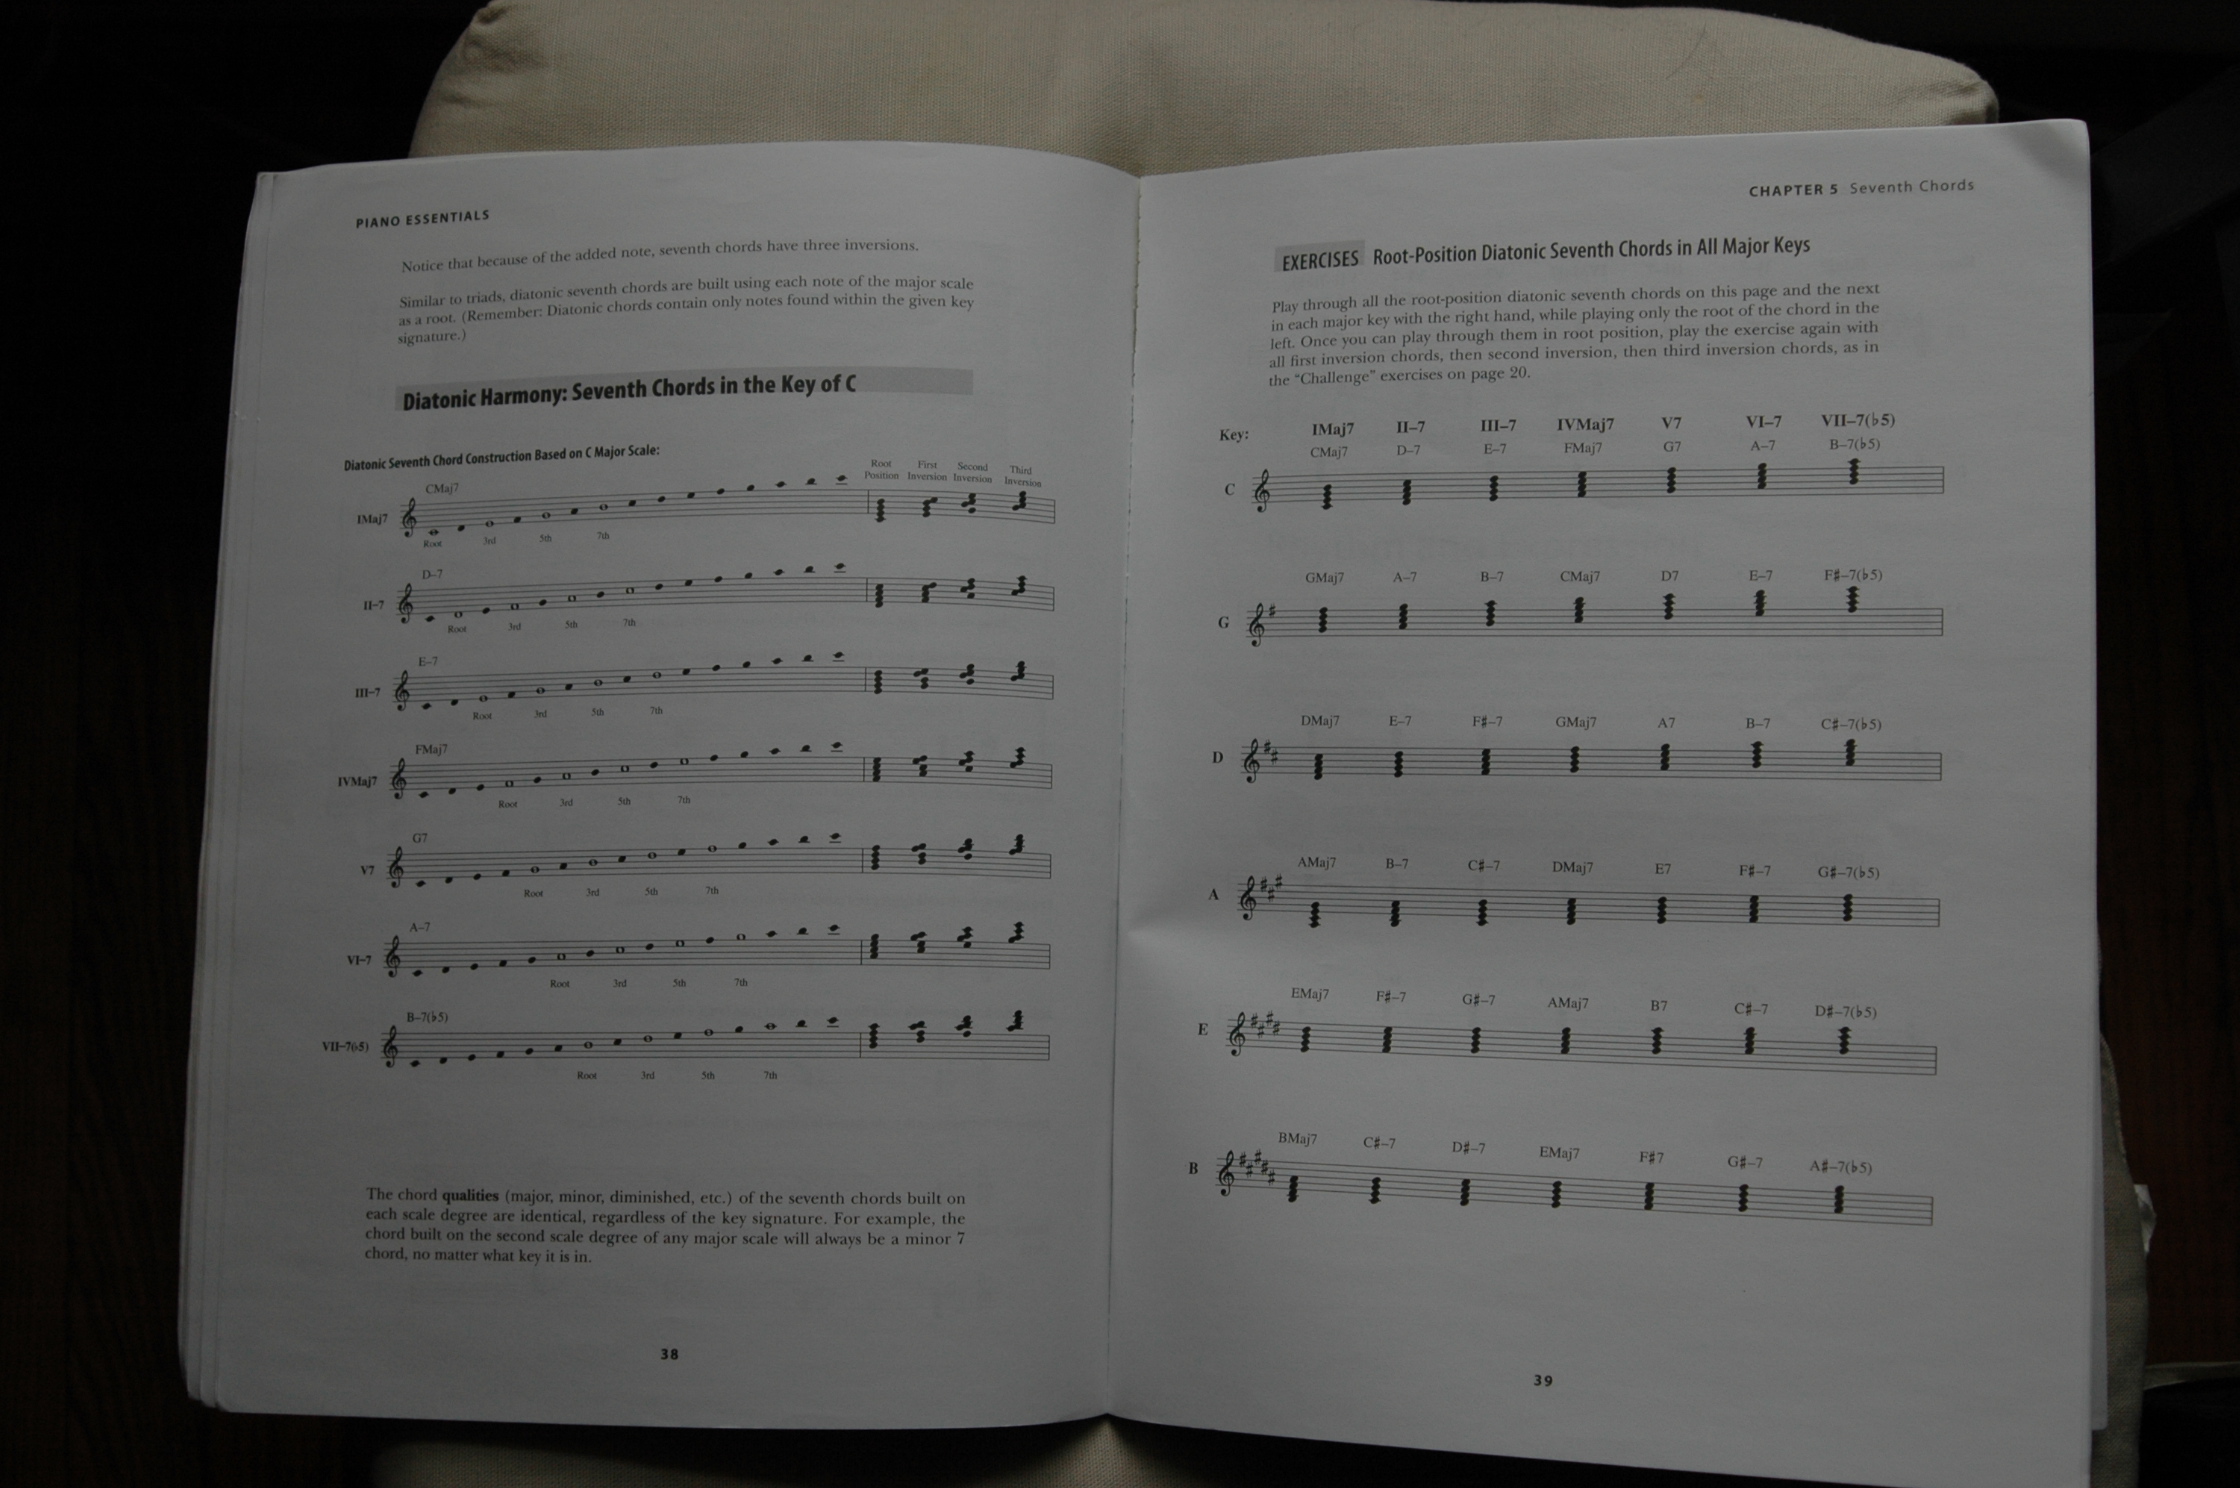 PIANO ESSENTIALS
Notice that because of the added note, seventh chords have three inversions.
Similar to triads, diatonic seventh chords are built using each note of the major scale
as a root. (Remember: Diatonic chords contain only notes found within the given key
signature.)
Diatonic Harmony: Seventh Chords in the Key of C
Diatonic Seventh Chord Construction Based on C Major Scale:
Root Position First Inversion Second Inversion Third Inversion
CMaj7
IMaj7
Root 3rd 5th 7th
D–7
II–7
Root 3rd 5th 7th
E–7
III–7
Root 3rd 5th 7th
FMaj7
IVMaj7
Root 3rd 5th 7th
G7
V7
Root 3rd 5th 7th
A–7
VI–7
Root 3rd 5th 7th
B–7(♭5)
VII–7(♭5)
Root 3rd 5th 7th
The chord qualities (major, minor, diminished, etc.) of the seventh chords built on
each scale degree are identical, regardless of the key signature. For example, the
chord built on the second scale degree of any major scale will always be a minor 7
chord, no matter what key it is in.
38
CHAPTER 5 Seventh Chords
EXERCISES Root-Position Diatonic Seventh Chords in All Major Keys
Play through all the root-position diatonic seventh chords on this page and the next
in each major key with the right hand, while playing only the root of the chord in the
left. Once you can play through them in root position, play the exercise again with
all first inversion chords, then second inversion, then third inversion chords, as in
the “Challenge” exercises on page 20.
Key: IMaj7 II–7 III–7 IVMaj7 V7 VI–7 VII–7(♭5)
CMaj7 D–7 E–7 FMaj7 G7 A–7 B–7(♭5)
C
GMaj7 A–7 B–7 CMaj7 D7 E–7 F♯–7(♭5)
G
DMaj7 E–7 F♯–7 GMaj7 A7 B–7 C♯–7(♭5)
D
AMaj7 B–7 C♯–7 DMaj7 E7 F♯–7 G♯–7(♭5)
A
EMaj7 F♯–7 G♯–7 AMaj7 B7 C♯–7 D♯–7(♭5)
E
BMaj7 C♯–7 D♯–7 EMaj7 F♯7 G♯–7 A♯–7(♭5)
B
39